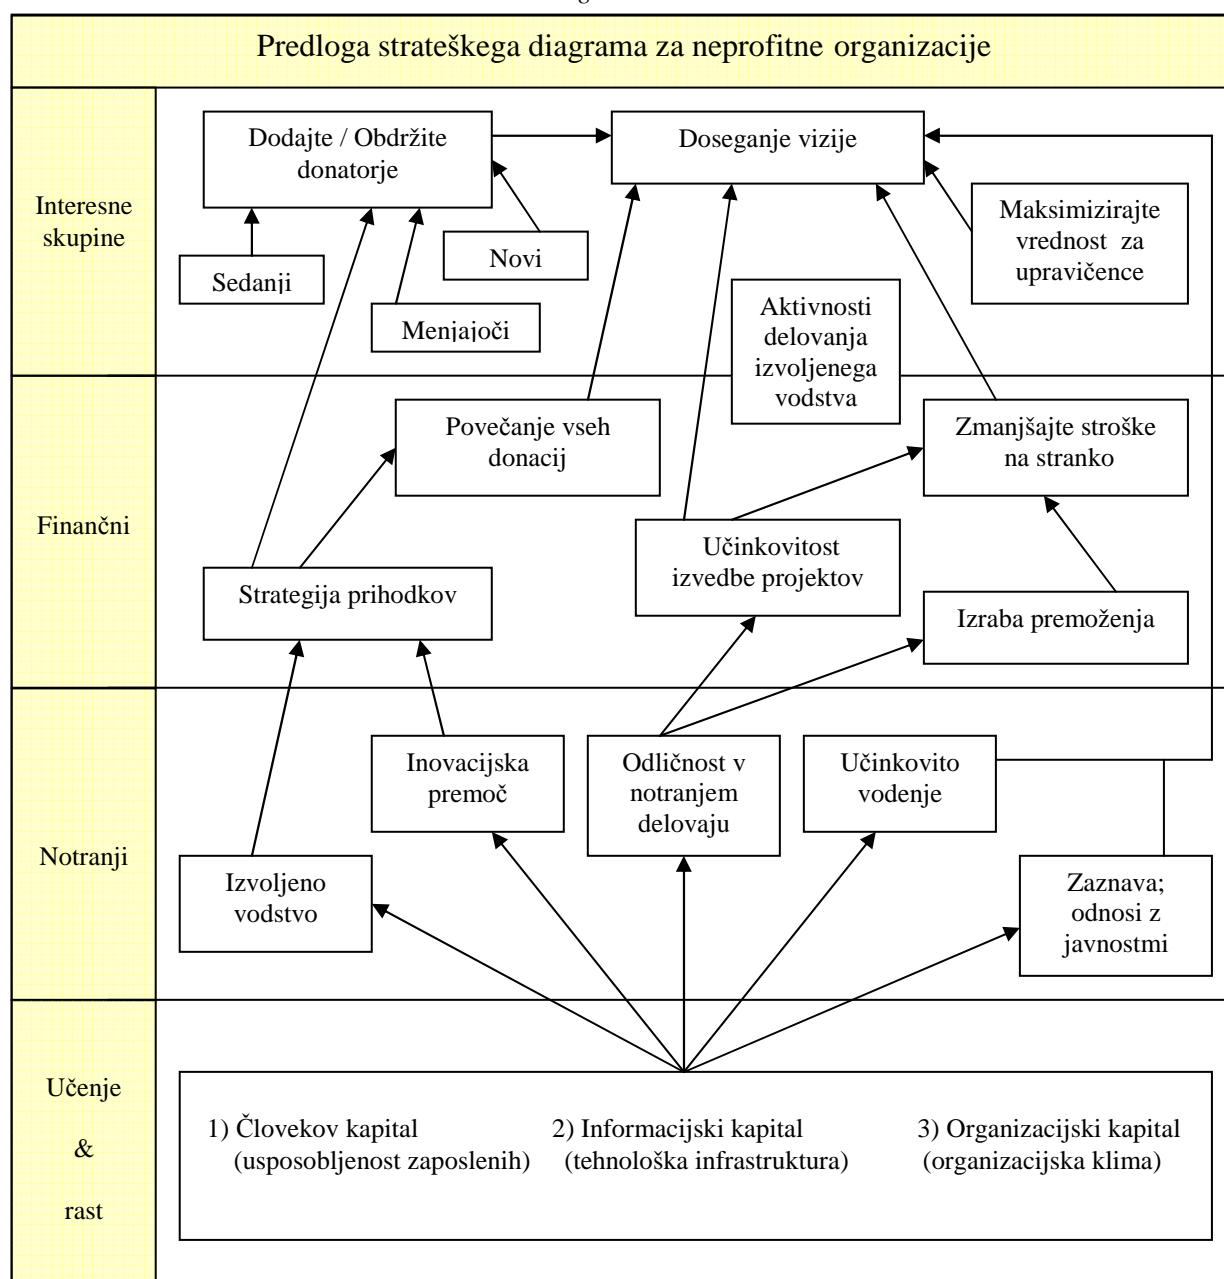 Predloga strateškega diagrama za neprofitne organizacije
Interesne
skupine
Dodajte / Obdržite
donatorje
Doseganje vizije
Maksimizirajte
vrednost za
upravičence
Sedanji
Novi
Menjajoči
Aktivnosti
delovanja
izvoljenega
vodstva
Finančni
Povečanje vseh
donacij
Zmanjšajte stroške
na stranko
Učinkovitost
izvedbe projektov
Strategija prihodkov
Izraba premoženja
Notranji
Inovacijska
premoč
Odličnost v
notranjem
delovaju
Učinkovito
vodenje
Izvoljeno
vodstvo
Zaznava;
odnosi z
javnostmi
Učenje
&
rast
1) Človekov kapital
(usposobljenost zaposlenih)
2) Informacijski kapital
(tehnološka infrastruktura)
3) Organizacijski kapital
(organizacijska klima)